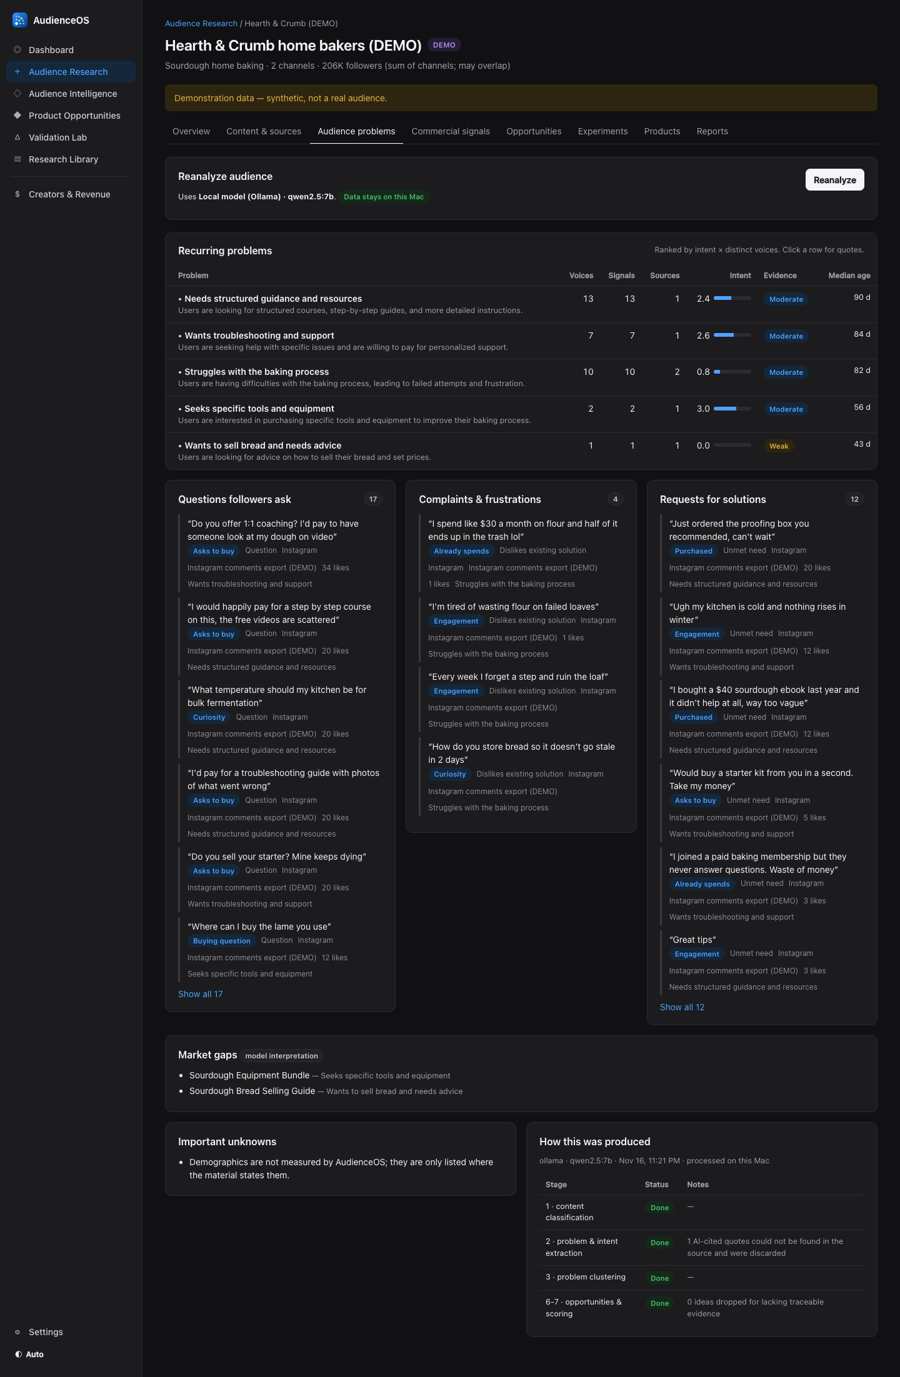 AudienceOS
Dashboard
Audience Research
Audience Intelligence
Product Opportunities
Validation Lab
Research Library
$ Creators & Revenue
Settings
Auto
Audience Research / Hearth & Crumb (DEMO)
Hearth & Crumb home bakers (DEMO) DEMO
Sourdough home baking · 2 channels · 206K followers (sum of channels; may overlap)
Demonstration data — synthetic, not a real audience.
Overview Content & sources Audience problems Commercial signals Opportunities Experiments Products Reports
Reanalyze audience
Uses Local model (Ollama) · qwen2.5:7b. Data stays on this Mac
Reanalyze
Recurring problems
Ranked by intent × distinct voices. Click a row for quotes.
Problem Voices Signals Sources Intent Evidence Median age
• Needs structured guidance and resources 13 13 1 2.4 Moderate 90 d
Users are looking for structured courses, step-by-step guides, and more detailed instructions.
• Wants troubleshooting and support 7 7 1 2.6 Moderate 84 d
Users are seeking help with specific issues and are willing to pay for personalized support.
• Struggles with the baking process 10 10 2 0.8 Moderate 82 d
Users are having difficulties with the baking process, leading to failed attempts and frustration.
• Seeks specific tools and equipment 2 2 1 3.0 Moderate 56 d
Users are interested in purchasing specific tools and equipment to improve their baking process.
• Wants to sell bread and needs advice 1 1 1 0.0 Weak 43 d
Users are looking for advice on how to sell their bread and set prices.
Questions followers ask 17
“Do you offer 1:1 coaching? I'd pay to have
someone look at my dough on video”
Asks to buy Question Instagram
Instagram comments export (DEMO) 34 likes
Wants troubleshooting and support
“I would happily pay for a step by step course
on this, the free videos are scattered”
Asks to buy Question Instagram
Instagram comments export (DEMO) 20 likes
Needs structured guidance and resources
“What temperature should my kitchen be for
bulk fermentation”
Curiosity Question Instagram
Instagram comments export (DEMO) 20 likes
Needs structured guidance and resources
“I'd pay for a troubleshooting guide with photos
of what went wrong”
Asks to buy Question Instagram
Instagram comments export (DEMO) 20 likes
Needs structured guidance and resources
“Do you sell your starter? Mine keeps dying”
Asks to buy Question Instagram
Instagram comments export (DEMO) 20 likes
Wants troubleshooting and support
“Where can I buy the lame you use”
Buying question Question Instagram
Instagram comments export (DEMO) 12 likes
Seeks specific tools and equipment
Show all 17
Complaints & frustrations 4
“I spend like $30 a month on flour and half of it
ends up in the trash lol”
Already spends Dislikes existing solution
Instagram Instagram comments export (DEMO)
1 likes Struggles with the baking process
“I'm tired of wasting flour on failed loaves”
Engagement Dislikes existing solution Instagram
Instagram comments export (DEMO) 1 likes
Struggles with the baking process
“Every week I forget a step and ruin the loaf”
Engagement Dislikes existing solution Instagram
Instagram comments export (DEMO)
Struggles with the baking process
“How do you store bread so it doesn't go stale
in 2 days”
Curiosity Dislikes existing solution Instagram
Instagram comments export (DEMO)
Struggles with the baking process
Requests for solutions 12
“Just ordered the proofing box you
recommended, can't wait”
Purchased Unmet need Instagram
Instagram comments export (DEMO) 20 likes
Needs structured guidance and resources
“Ugh my kitchen is cold and nothing rises in
winter”
Engagement Unmet need Instagram
Instagram comments export (DEMO) 12 likes
Wants troubleshooting and support
“I bought a $40 sourdough ebook last year and
it didn't help at all, way too vague”
Purchased Unmet need Instagram
Instagram comments export (DEMO) 12 likes
Needs structured guidance and resources
“Would buy a starter kit from you in a second.
Take my money”
Asks to buy Unmet need Instagram
Instagram comments export (DEMO) 5 likes
Wants troubleshooting and support
“I joined a paid baking membership but they
never answer questions. Waste of money”
Already spends Unmet need Instagram
Instagram comments export (DEMO) 3 likes
Wants troubleshooting and support
“Great tips”
Engagement Unmet need Instagram
Instagram comments export (DEMO) 3 likes
Needs structured guidance and resources
Show all 12
Market gaps model interpretation
• Sourdough Equipment Bundle — Seeks specific tools and equipment
• Sourdough Bread Selling Guide — Wants to sell bread and needs advice
Important unknowns
• Demographics are not measured by AudienceOS; they are only listed where
the material states them.
How this was produced
ollama · qwen2.5:7b · Nov 16, 11:21 PM · processed on this Mac
Stage Status Notes
1 · content
classification Done —
2 · problem & intent
extraction Done 1 AI-cited quotes could not be found in the
source and were discarded
3 · problem clustering Done —
6–7 · opportunities &
scoring Done 0 ideas dropped for lacking traceable
evidence